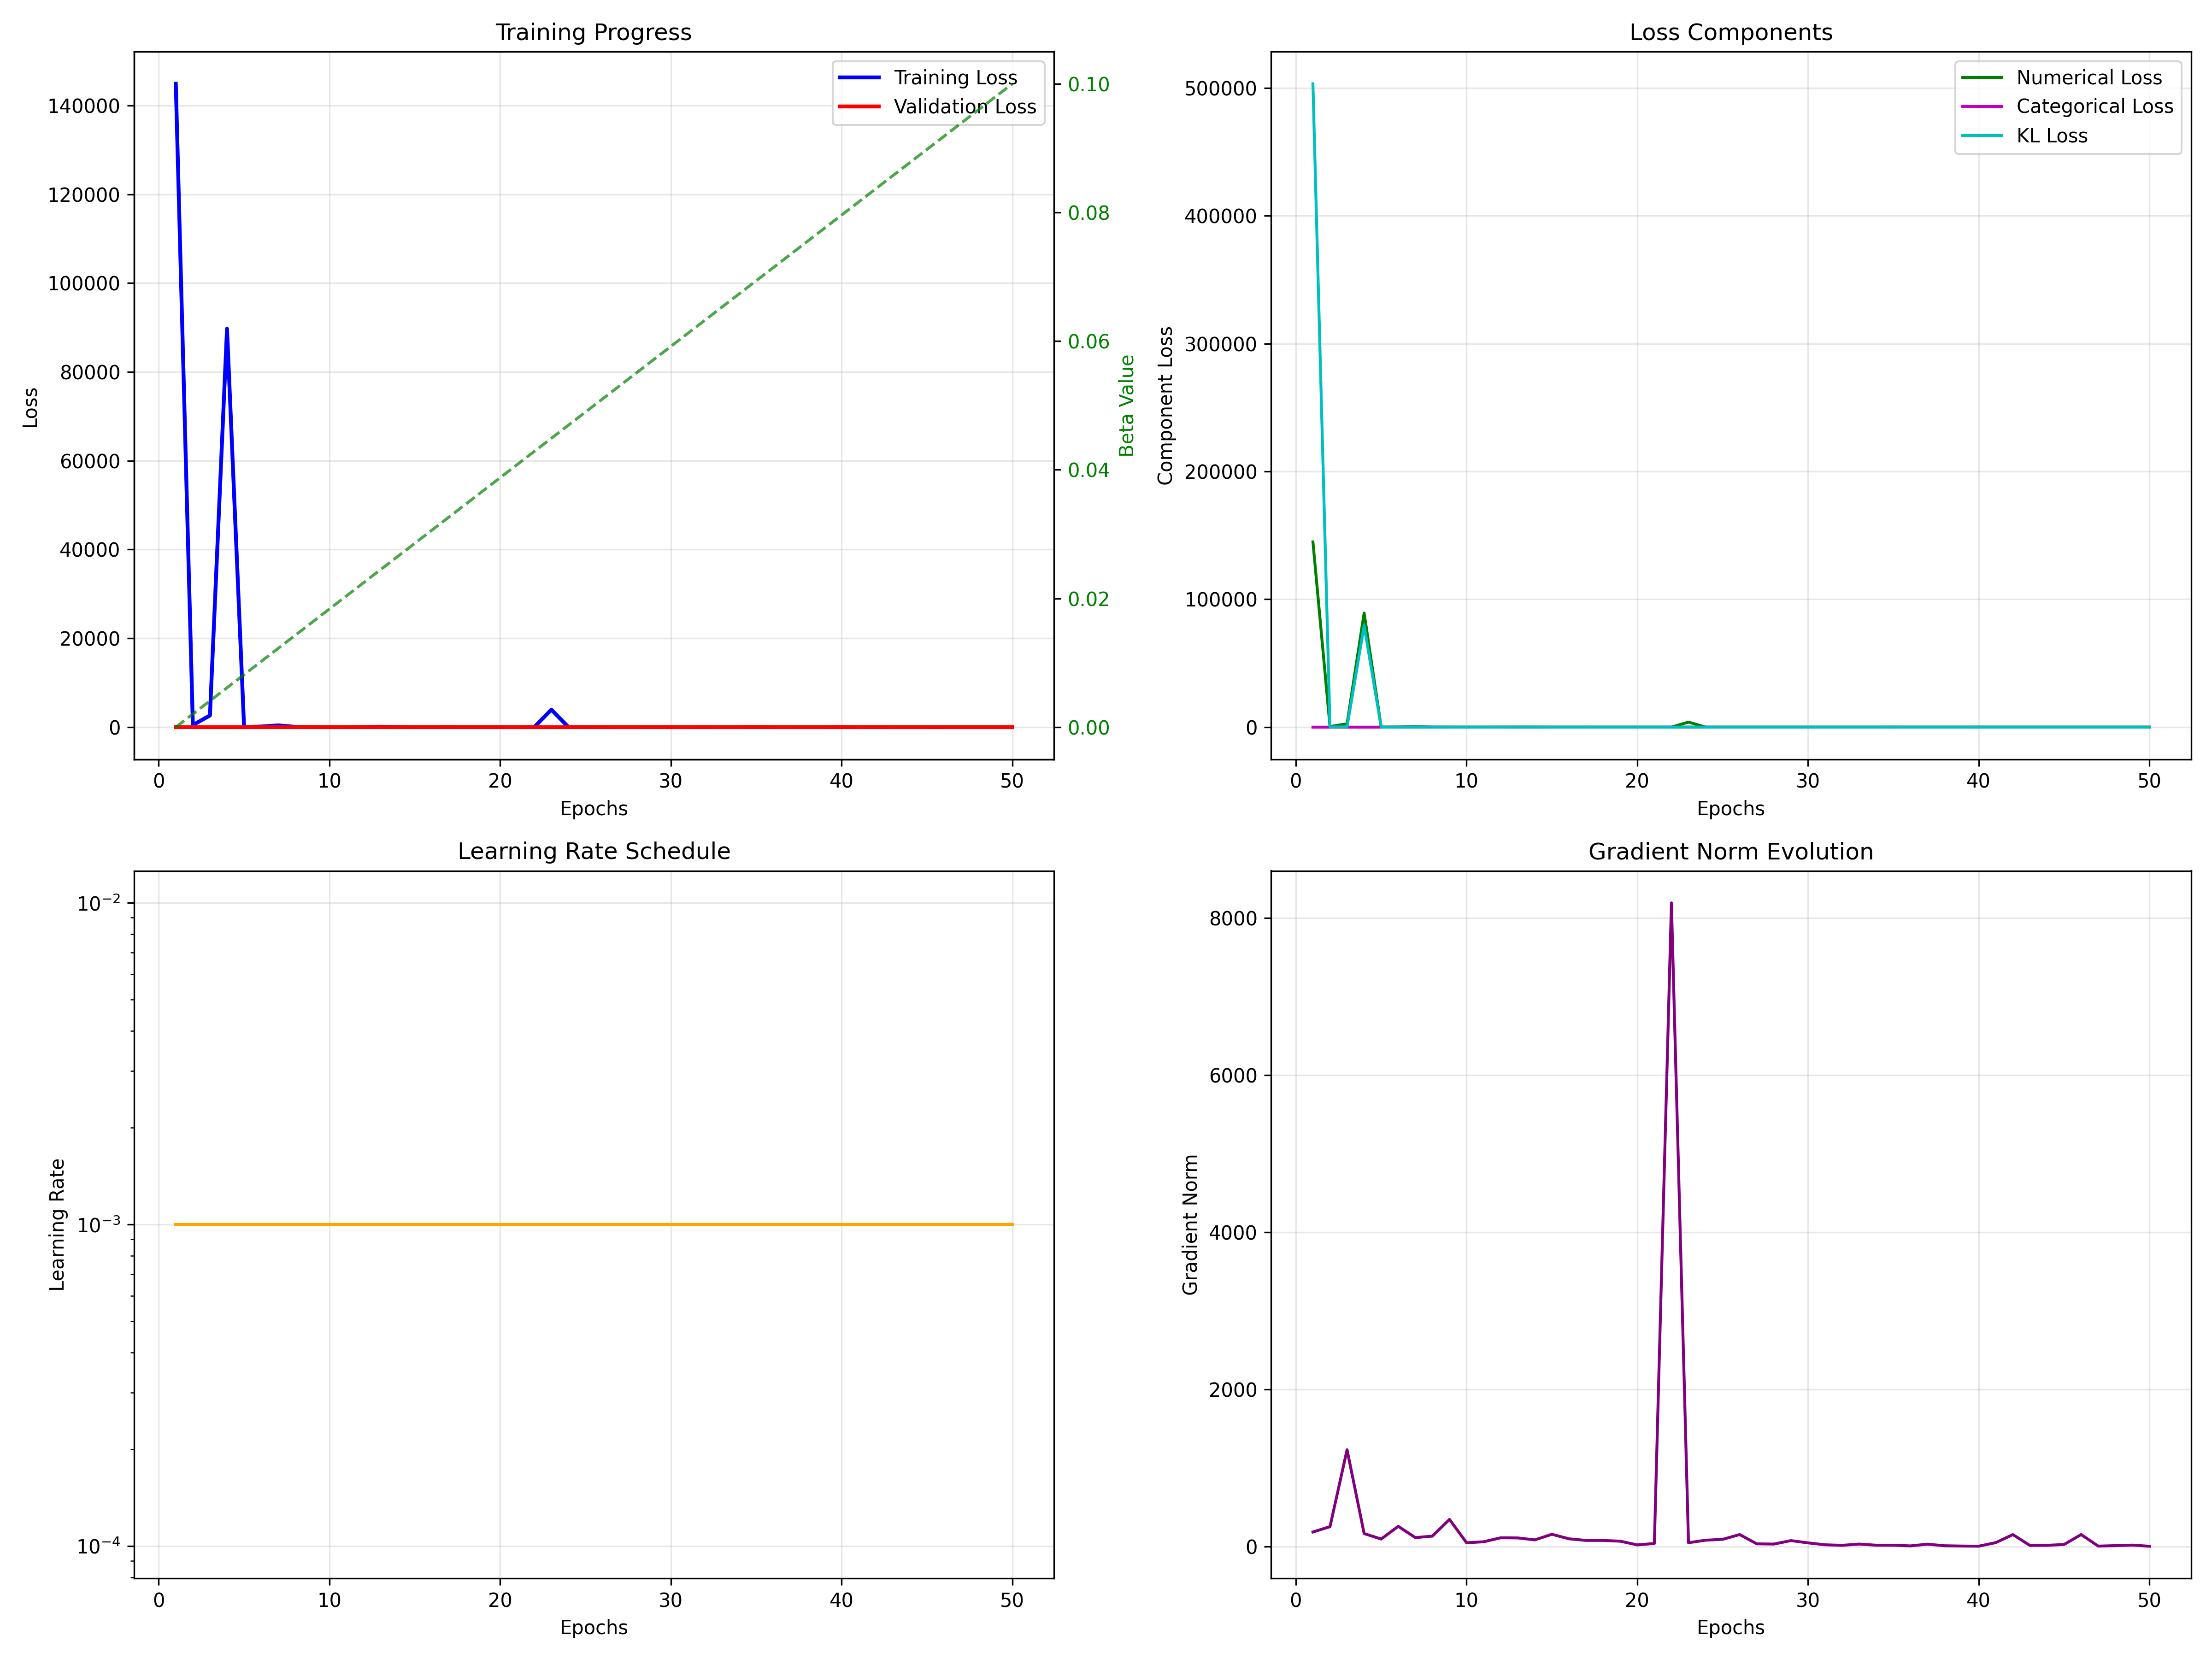 Training Progress
Training Loss
Validation Loss
Loss
140000
120000
100000
80000
60000
40000
20000
0
0.10
0.08
0.06
0.04
0.02
0.00
Beta Value
0 10 20 30 40 50
Epochs
Loss Components
Numerical Loss
Categorical Loss
KL Loss
Component Loss
500000
400000
300000
200000
100000
0
0 10 20 30 40 50
Epochs
Learning Rate Schedule
Learning Rate
10⁻²
10⁻³
10⁻⁴
0 10 20 30 40 50
Epochs
Gradient Norm Evolution
Gradient Norm
8000
6000
4000
2000
0
0 10 20 30 40 50
Epochs